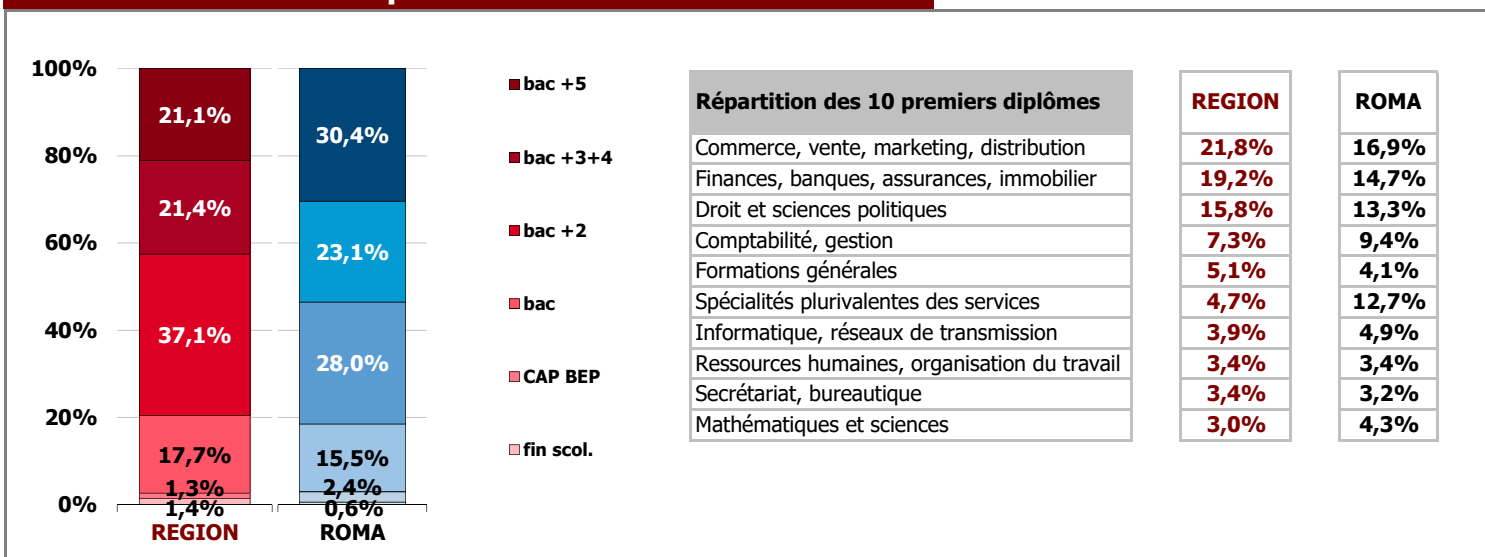 100%
80%
60%
40%
20%
0%
21,1%
21,4%
37,1%
17,7%
1,3%
1,4%
REGION
30,4%
23,1%
28,0%
15,5%
2,4%
0,6%
ROMA
bac +5
bac +3+4
bac +2
bac
CAP BEP
fin scol.
Répartition des 10 premiers diplômes REGION ROMA
Commerce, vente, marketing, distribution 21,8% 16,9%
Finances, banques, assurances, immobilier 19,2% 14,7%
Droit et sciences politiques 15,8% 13,3%
Comptabilité, gestion 7,3% 9,4%
Formations générales 5,1% 4,1%
Spécialités plurivalentes des services 4,7% 12,7%
Informatique, réseaux de transmission 3,9% 4,9%
Ressources humaines, organisation du travail 3,4% 3,4%
Secrétariat, bureautique 3,4% 3,2%
Mathématiques et sciences 3,0% 4,3%